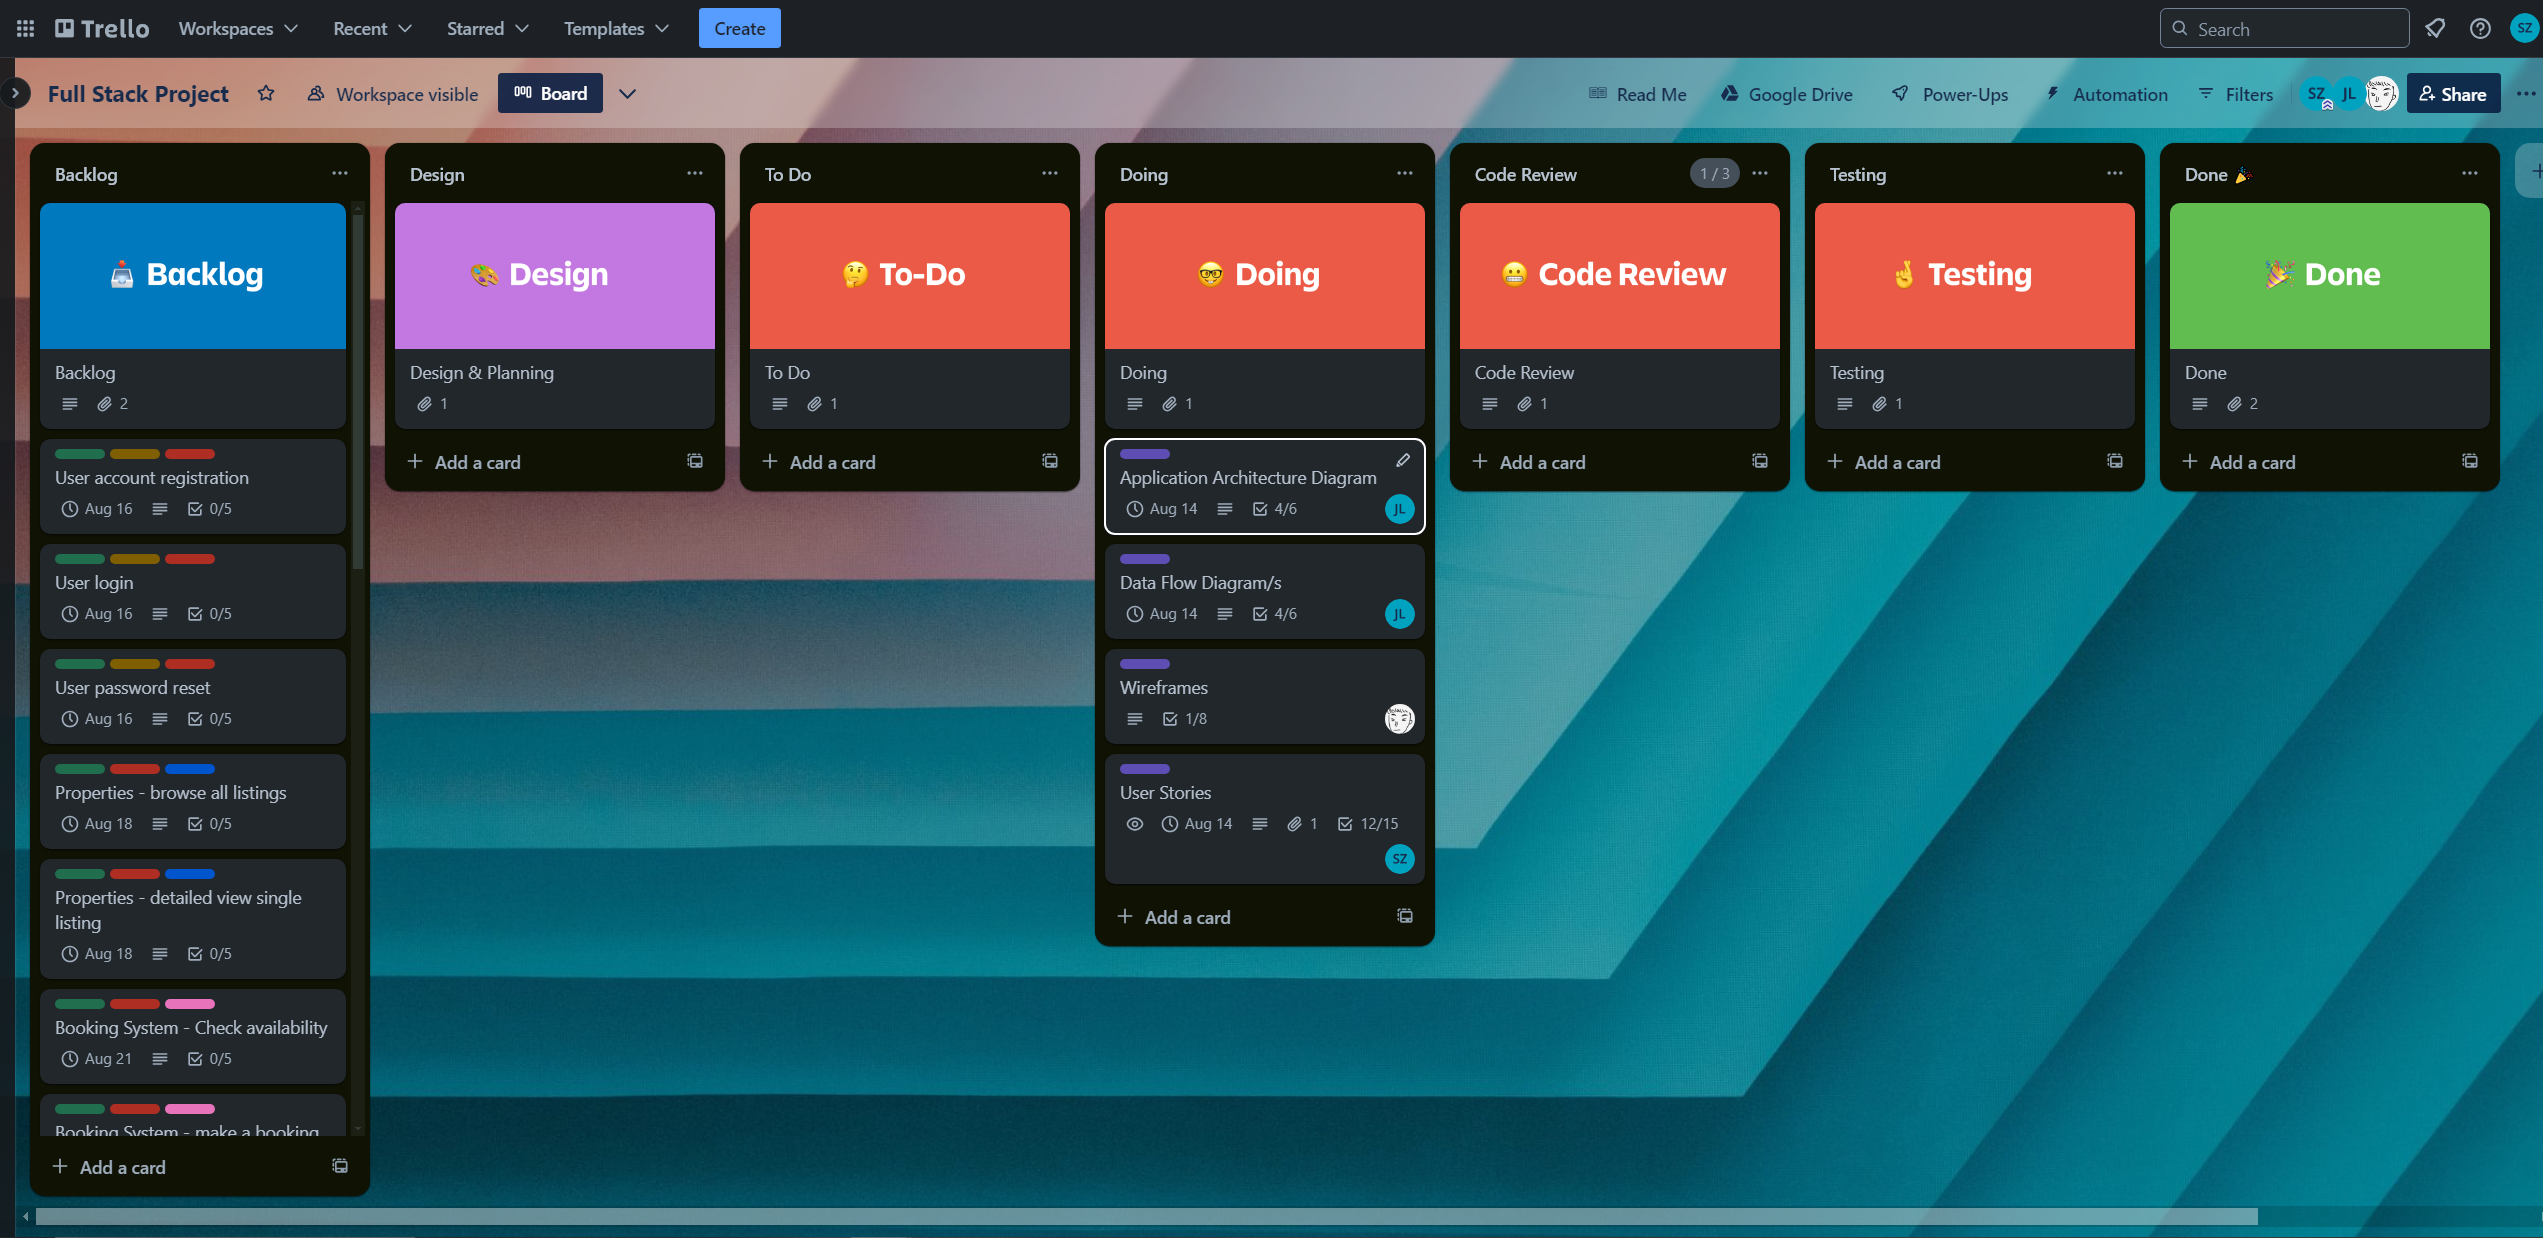 Trello
Workspaces
Recent
Starred
Templates
Create
Search
SZ
Full Stack Project
Workspace visible
Board
Read Me
Google Drive
Power-Ups
Automation
Filters
SZ
JL
Share
Backlog
Backlog
Backlog
2
User account registration
Aug 16
0/5
User login
Aug 16
0/5
User password reset
Aug 16
0/5
Properties - browse all listings
Aug 18
0/5
Properties - detailed view single
listing
Aug 18
0/5
Booking System - Check availability
Aug 21
0/5
Booking System - make a booking
Add a card
Design
Design
Design & Planning
1
Add a card
To Do
To-Do
To Do
1
Add a card
Doing
Doing
Doing
1
Application Architecture Diagram
Aug 14
4/6
JL
Data Flow Diagram/s
Aug 14
4/6
JL
Wireframes
1/8
User Stories
Aug 14
1
12/15
SZ
Add a card
Code Review
1 / 3
Code Review
Code Review
1
Add a card
Testing
Testing
Testing
1
Add a card
Done
Done
Done
2
Add a card